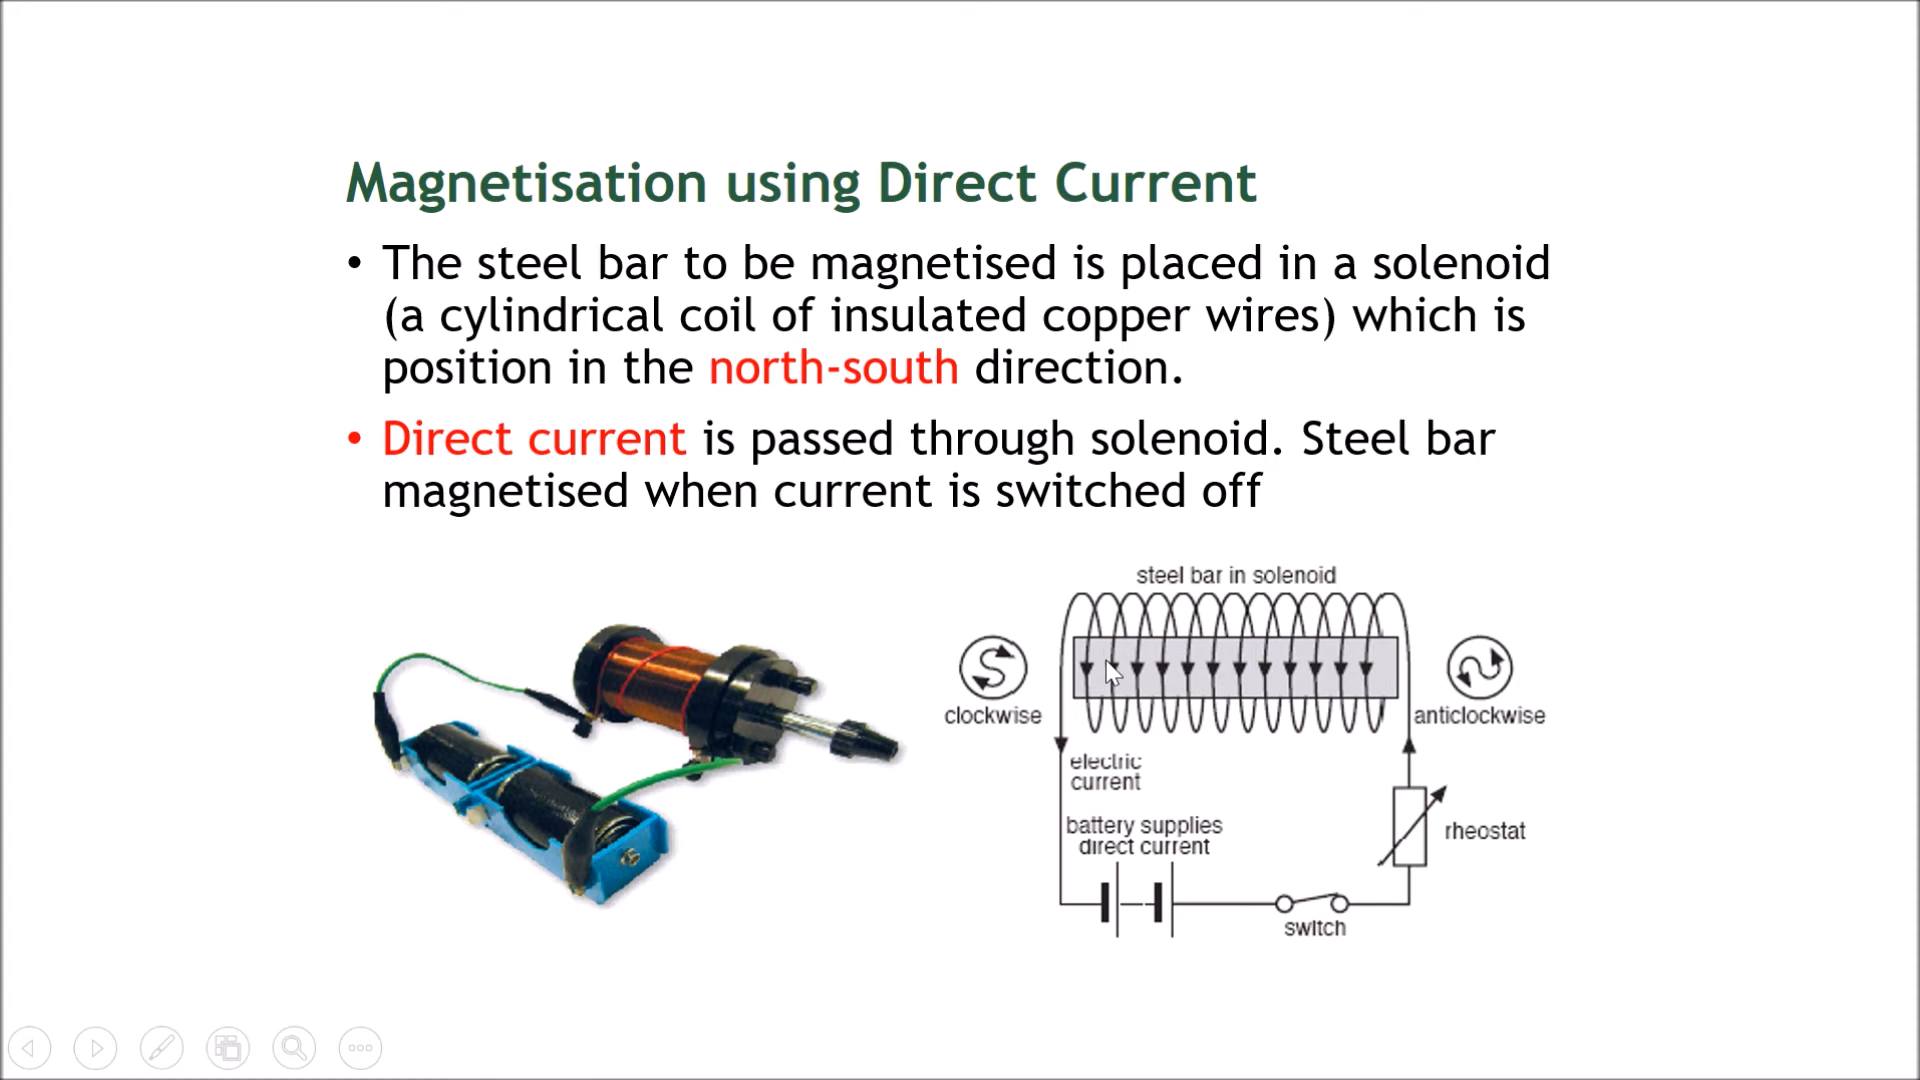 Magnetisation using Direct Current
• The steel bar to be magnetised is placed in a solenoid
(a cylindrical coil of insulated copper wires) which is
position in the north-south direction.
• Direct current is passed through solenoid. Steel bar
magnetised when current is switched off
steel bar in solenoid
S
N
clockwise
anticlockwise
electric
current
battery supplies
direct current
rheostat
switch